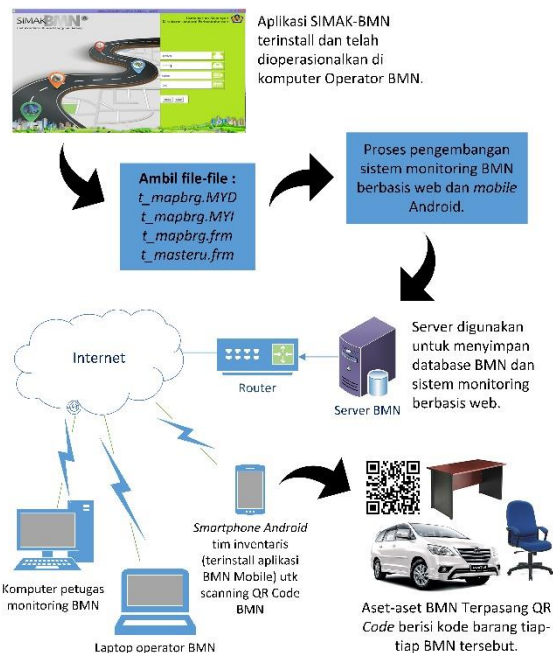 SIMAK-BMN
Aplikasi SIMAK-BMN
terinstall dan telah
dioperasionalkan di
komputer Operator BMN.
Ambil file-file :
t_mapbrg.MYD
t_mapbrg.MYI
t_mapbrg.frm
t_masteru.frm
Proses pengembangan
sistem monitoring BMN
berbasis web dan mobile
Android.
Internet
Router
Server BMN
Server digunakan
untuk menyimpan
database BMN dan
sistem monitoring
berbasis web.
Komputer petugas
monitoring BMN
Laptop operator BMN
Smartphone Android
tim inventaris
(terinstall aplikasi
BMN Mobile) utk
scanning QR Code
BMN
Aset-aset BMN Terpasang QR
Code berisi kode barang tiap-
tiap BMN tersebut.